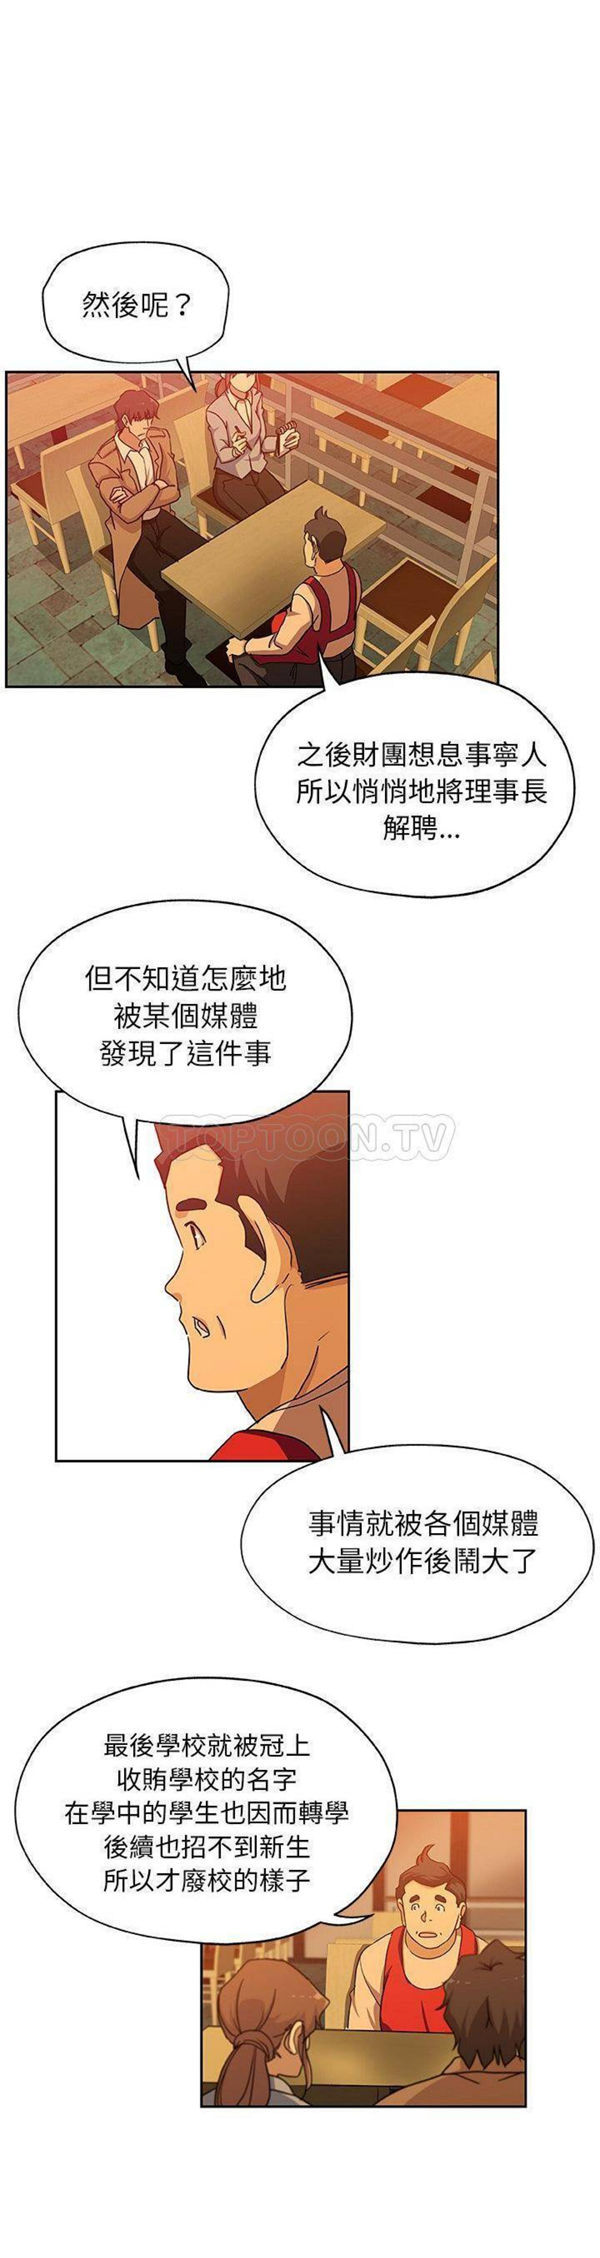 然後呢？
之後財團想息事寧人
所以悄悄地將理事長
解聘...
但不知道怎麼地
被某個媒體
發現了這件事
TOPTOON.TV
事情就被各個媒體
大量炒作後鬧大了
最後學校就被冠上
收賄學校的名字
在學中的學生也因而轉學
後續也招不到新生
所以才廢校的樣子